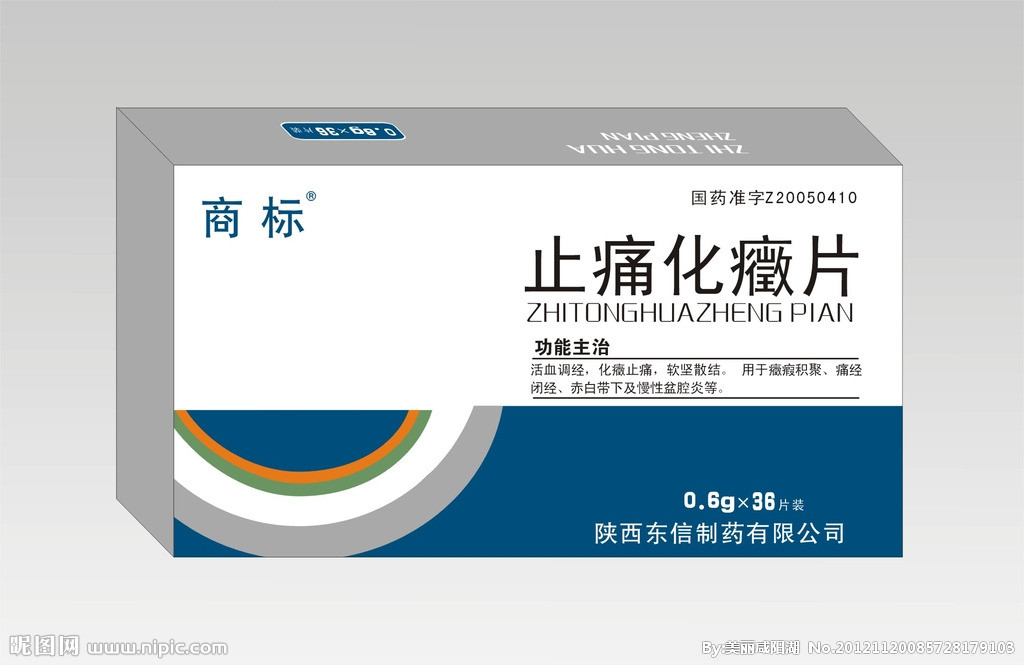 0.6g×36片装
ZHENG PIAN
ZHI TONG HUA
商标®
国药准字Z20050410
止痛化癥片
ZHITONGHUAZHENG PIAN
功能主治
活血调经，化癥止痛，软坚散结。 用于癥瘕积聚、痛经
闭经、赤白带下及慢性盆腔炎等。
0.6g×36片装
陕西东信制药有限公司
昵图网 www.nipic.com
By:美丽咸阳湖 No.20121120085728179103